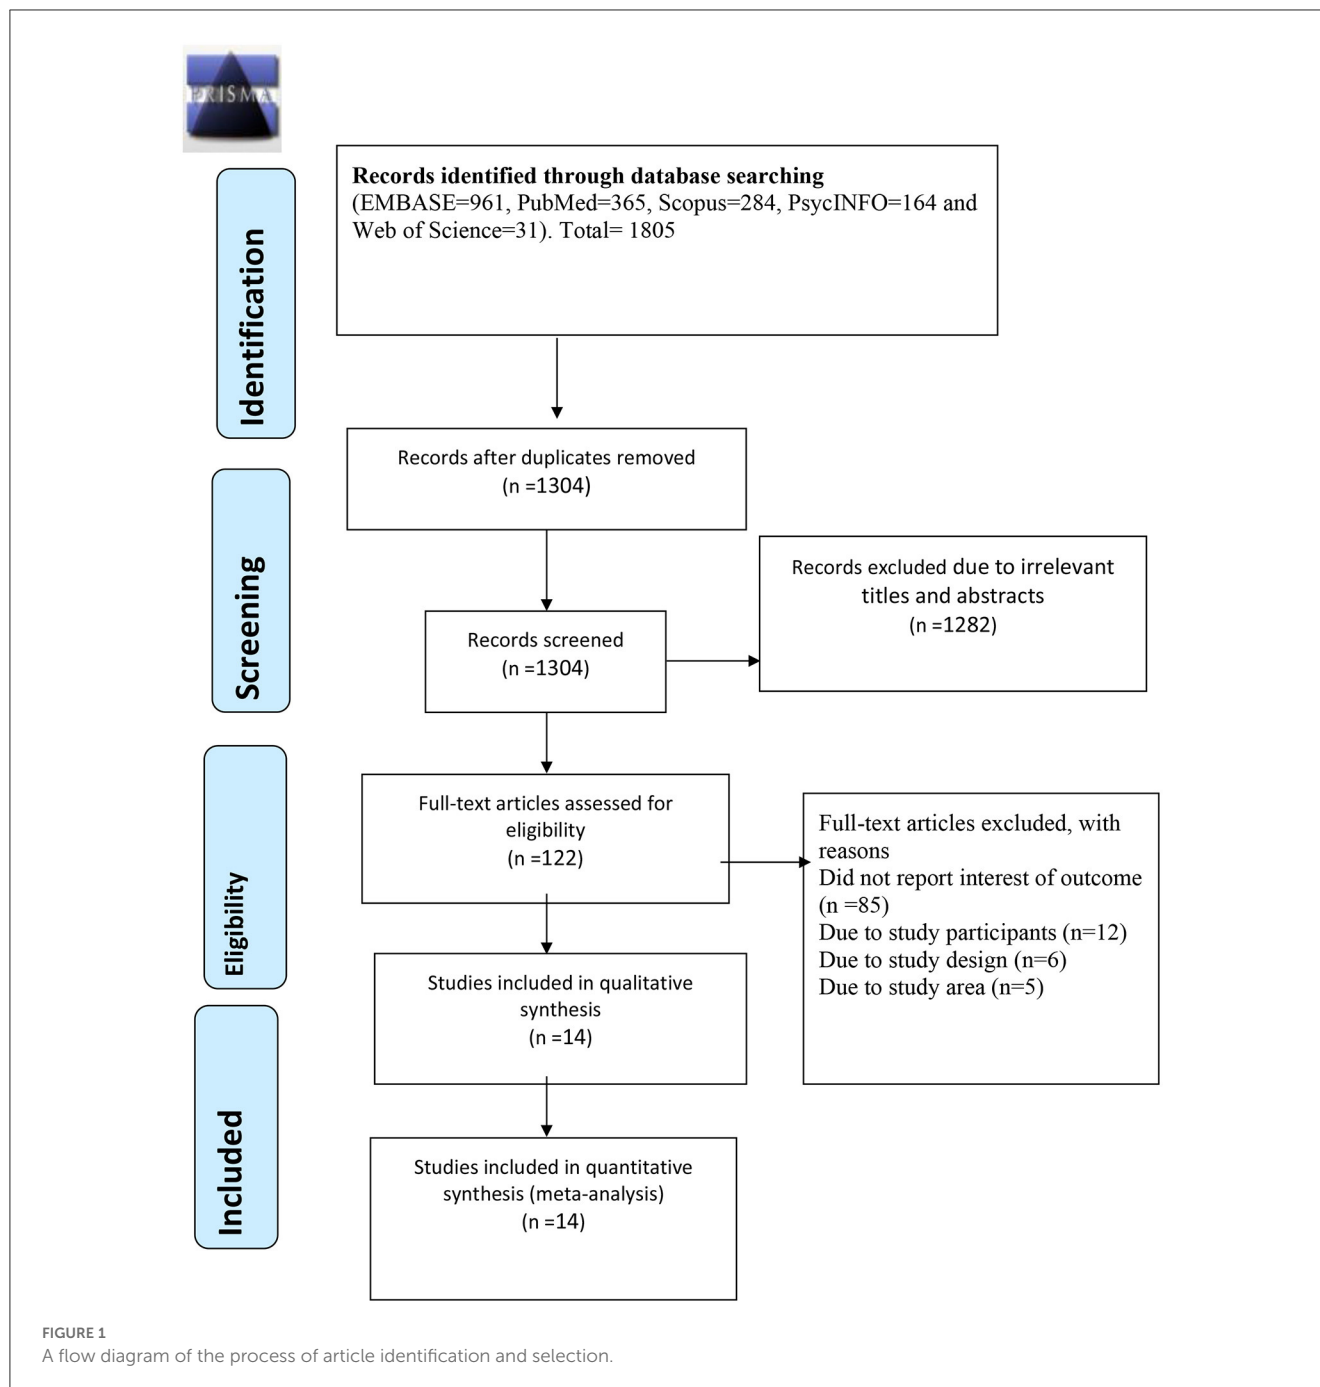 PRISMA
Records identified through database searching
(EMBASE=961, PubMed=365, Scopus=284, PsycINFO=164 and
Web of Science=31). Total= 1805
Identification
Records after duplicates removed
(n =1304)
Screening
Records excluded due to irrelevant
titles and abstracts
(n =1282)
Records screened
(n =1304)
Full-text articles assessed for
eligibility
(n =122)
Eligibility
Full-text articles excluded, with
reasons
Did not report interest of outcome
(n =85)
Due to study participants (n=12)
Due to study design (n=6)
Due to study area (n=5)
Studies included in qualitative
synthesis
(n =14)
Included
Studies included in quantitative
synthesis (meta-analysis)
(n =14)
FIGURE 1
A flow diagram of the process of article identification and selection.